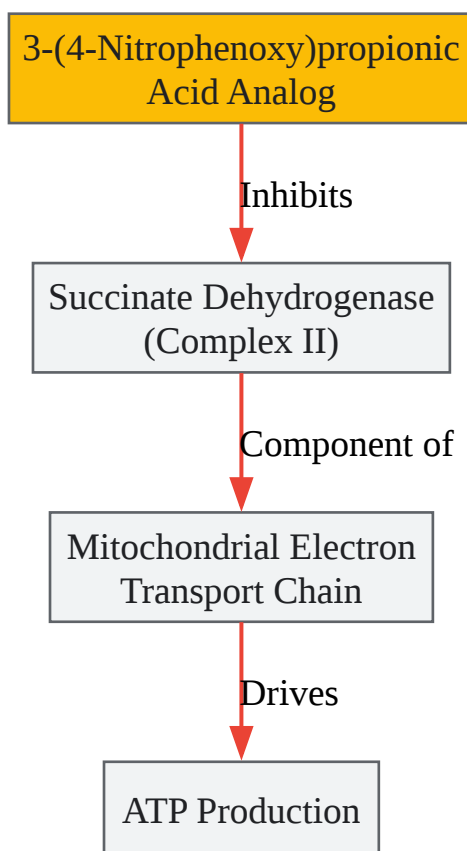 3-(4-Nitrophenoxy)propionic
Acid Analog
Inhibits
Succinate Dehydrogenase
(Complex II)
Component of
Mitochondrial Electron
Transport Chain
Drives
ATP Production